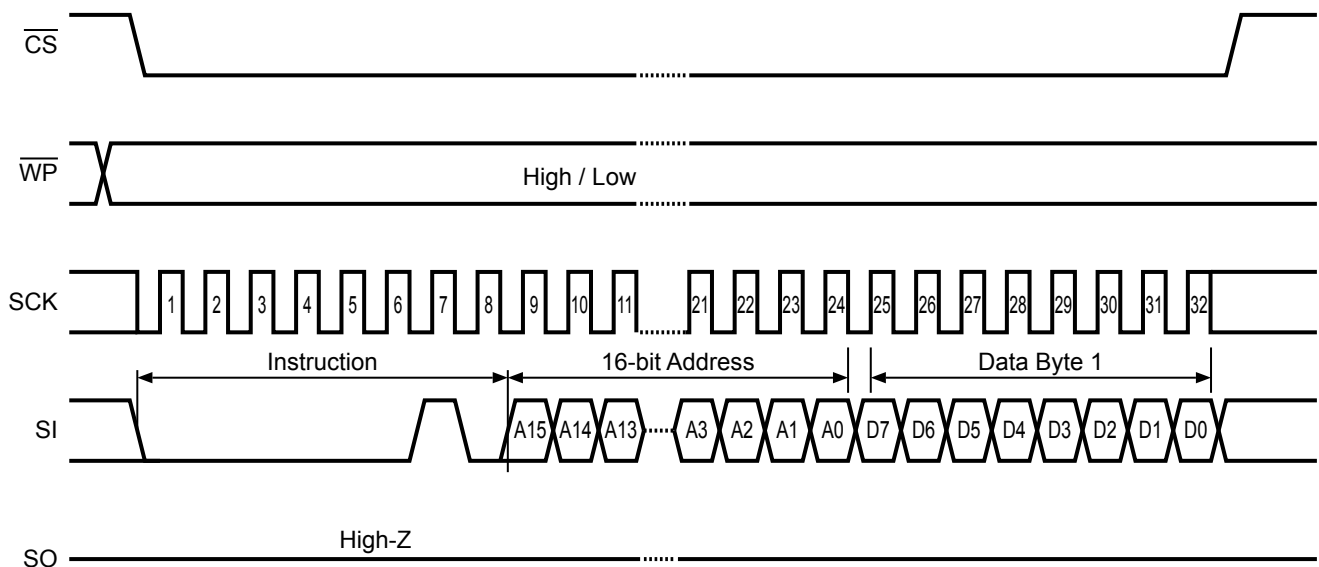 CS
WP
High / Low
SCK
1 2 3 4 5 6 7 8 9 10 11 21 22 23 24 25 26 27 28 29 30 31 32
Instruction 16-bit Address Data Byte 1
SI
A15 A14 A13 A3 A2 A1 A0 D7 D6 D5 D4 D3 D2 D1 D0
High-Z
SO